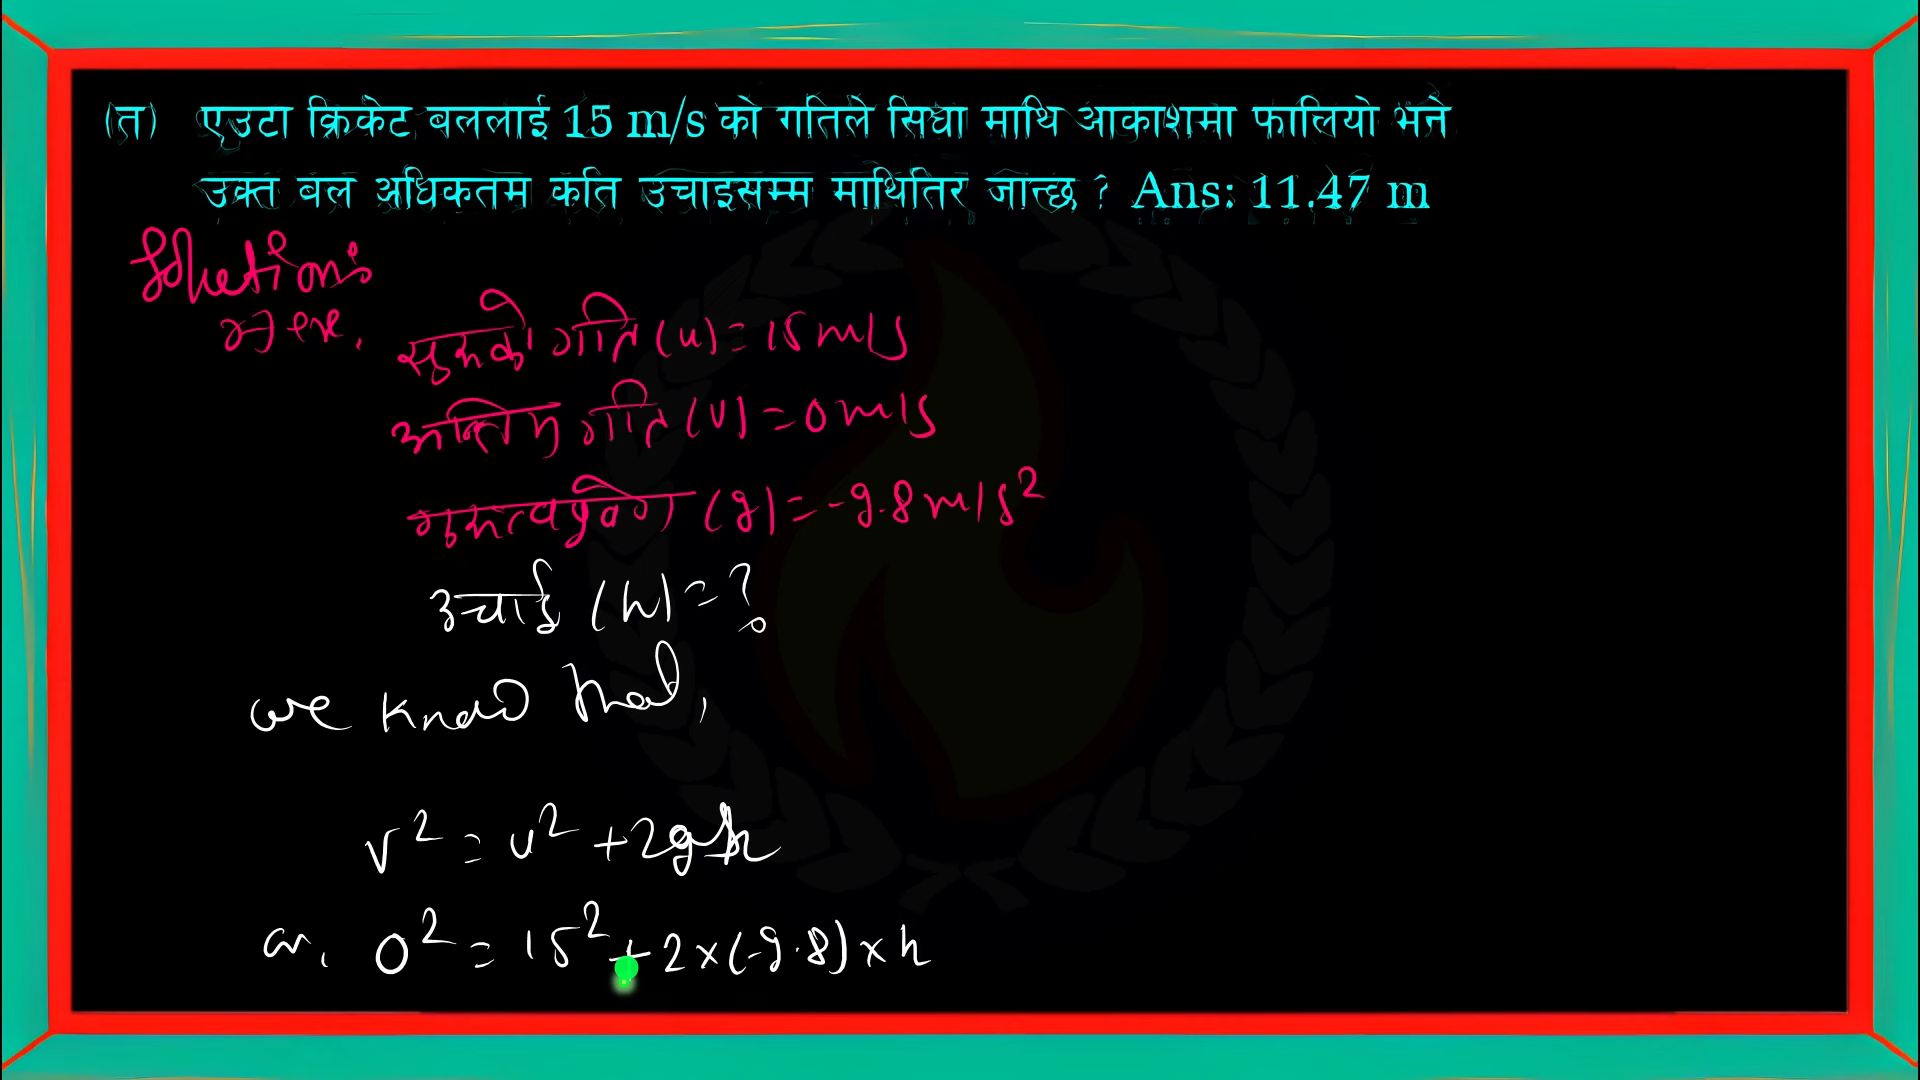 (त) एउटा क्रिकेट बललाई 15 m/s को गतिले सिधा माथि आकाशमा फालियो भने
उक्त बल अधिकतम कति उचाइसम्म माथितिर जान्छ ? Ans: 11.47 m
Solutions
Here,
सुरुको गति (u) = 15 m/s
अन्तिम गति (v) = 0 m/s
गुरुत्वप्रवेग (g) = -9.8 m/s²
उचाई (h) = ?
we know that,
v² = u² + 2gh
or, 0² = 15² + 2 × (-9.8) × h